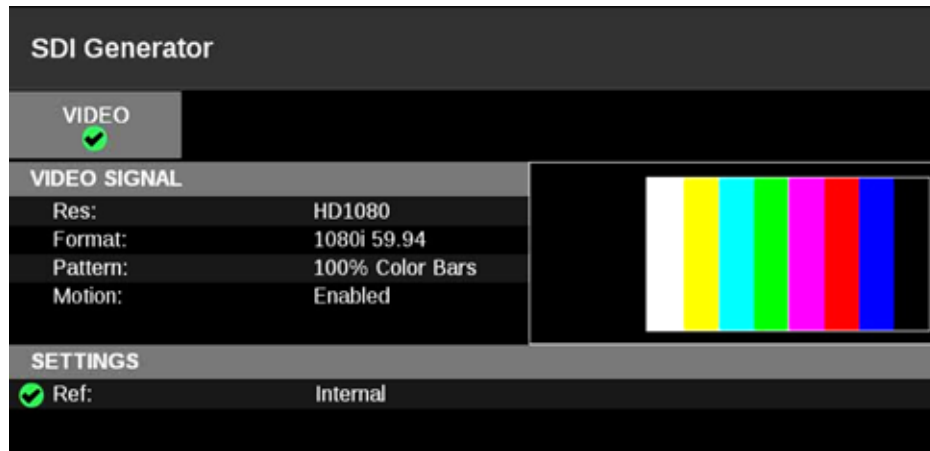 SDI Generator
VIDEO
VIDEO SIGNAL
Res: HD1080
Format: 1080i 59.94
Pattern: 100% Color Bars
Motion: Enabled
SETTINGS
Ref: Internal